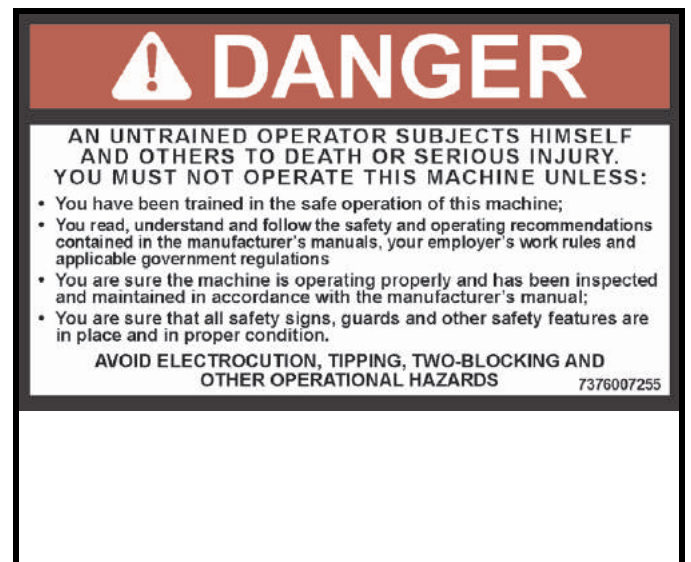 DANGER
AN UNTRAINED OPERATOR SUBJECTS HIMSELF
AND OTHERS TO DEATH OR SERIOUS INJURY.
YOU MUST NOT OPERATE THIS MACHINE UNLESS:
• You have been trained in the safe operation of this machine;
• You read, understand and follow the safety and operating recommendations
contained in the manufacturer's manuals, your employer's work rules and
applicable government regulations
• You are sure the machine is operating properly and has been inspected
and maintained in accordance with the manufacturer's manual;
• You are sure that all safety signs, guards and other safety features are
in place and in proper condition.
AVOID ELECTROCUTION, TIPPING, TWO-BLOCKING AND
OTHER OPERATIONAL HAZARDS 7376007255